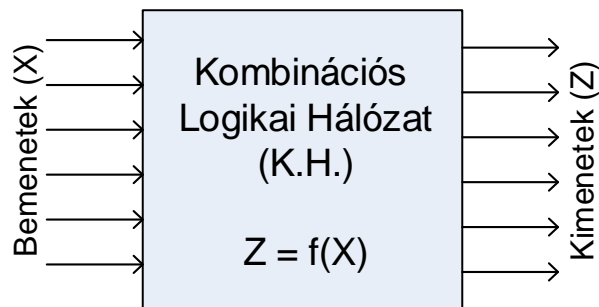 Bemenetek (X)
Kombinációs
Logikai Hálózat
(K.H.)
Z = f(X)
Kimenetek (Z)